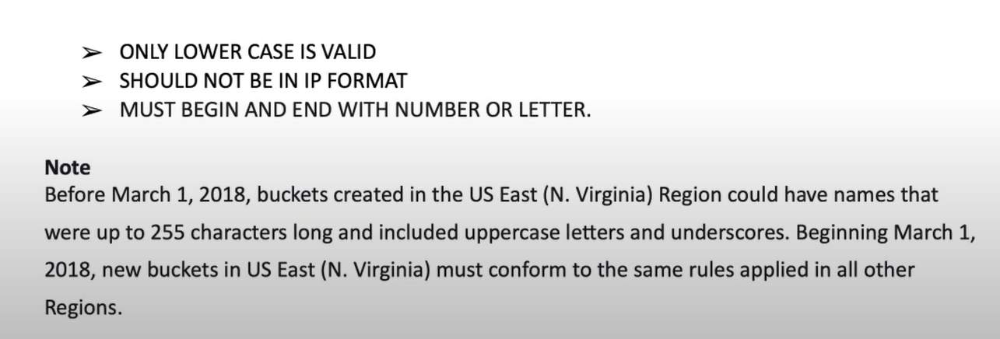 ➢ ONLY LOWER CASE IS VALID
➢ SHOULD NOT BE IN IP FORMAT
➢ MUST BEGIN AND END WITH NUMBER OR LETTER.
Note
Before March 1, 2018, buckets created in the US East (N. Virginia) Region could have names that
were up to 255 characters long and included uppercase letters and underscores. Beginning March 1,
2018, new buckets in US East (N. Virginia) must conform to the same rules applied in all other
Regions.